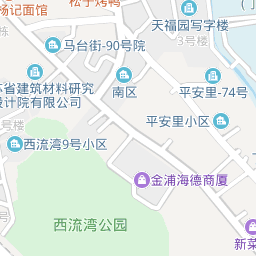 杨记面馆
松子烤鸭
天福园写字楼
3号楼
马台街-90号院
省建筑材料研究
设计院有限公司
南区
平安里-74号
平安里小区
西流湾9号小区
金浦海德商厦
西流湾公园
新菜